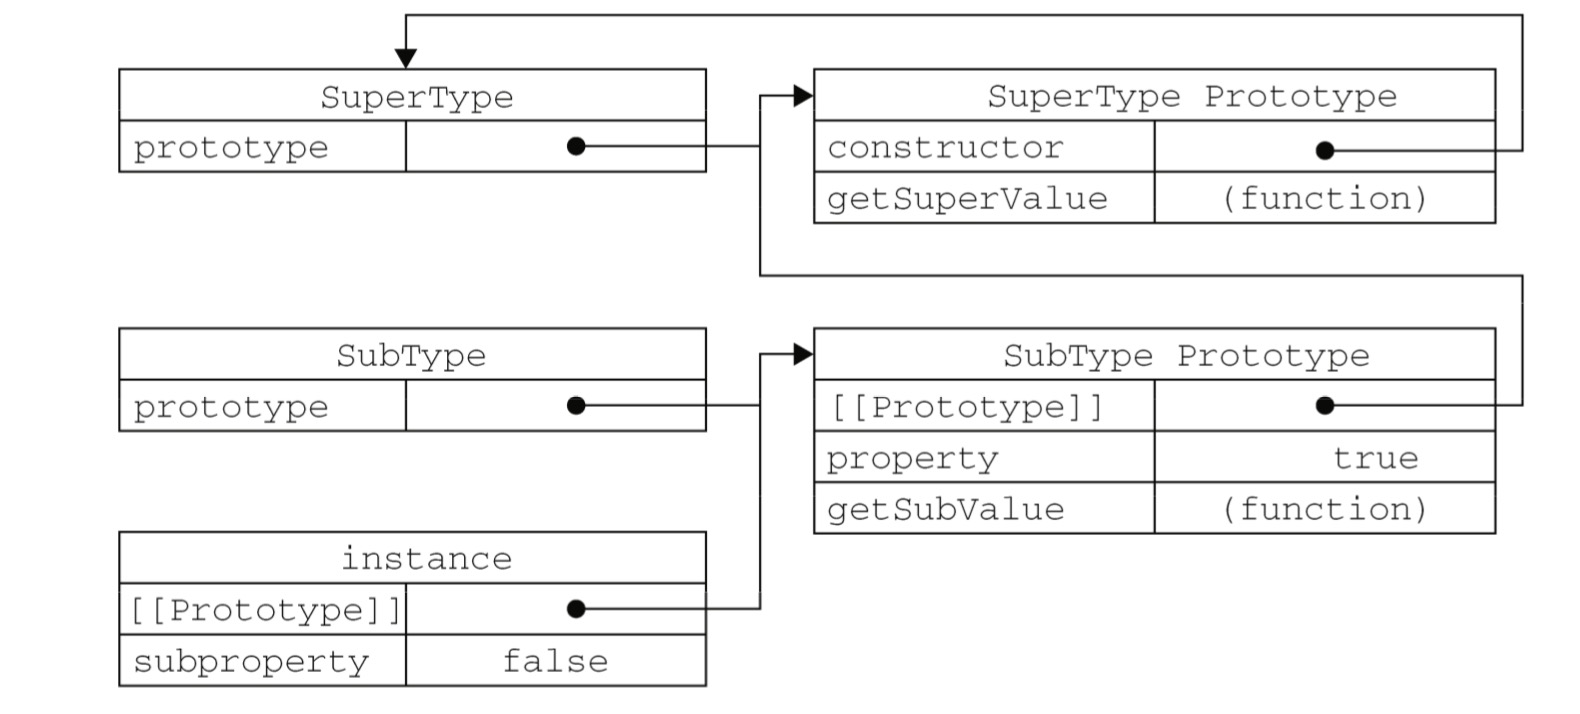 SuperType
prototype
SuperType Prototype
constructor
getSuperValue (function)
SubType
prototype
SubType Prototype
[[Prototype]]
property true
getSubValue (function)
instance
[[Prototype]]
subproperty false